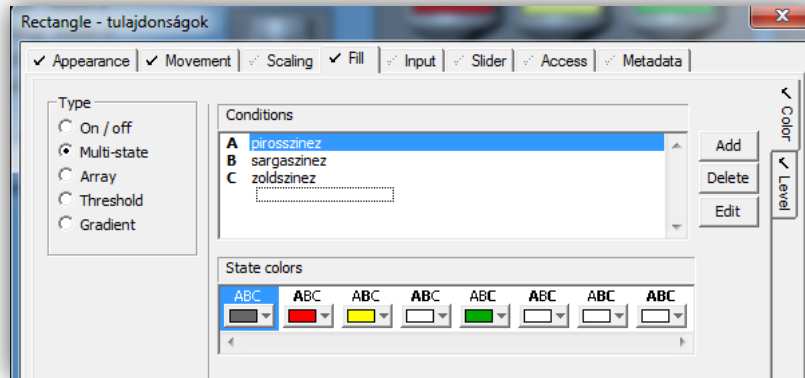 Rectangle - tulajdonságok
Appearance Movement Scaling Fill Input Slider Access Metadata
Type
On / off
Multi-state
Array
Threshold
Gradient
Conditions
A pirosszinez
B sargaszinez
C zoldszinez
Add
Delete
Edit
State colors
ABC ABC ABC ABC ABC ABC ABC ABC
Color
Level